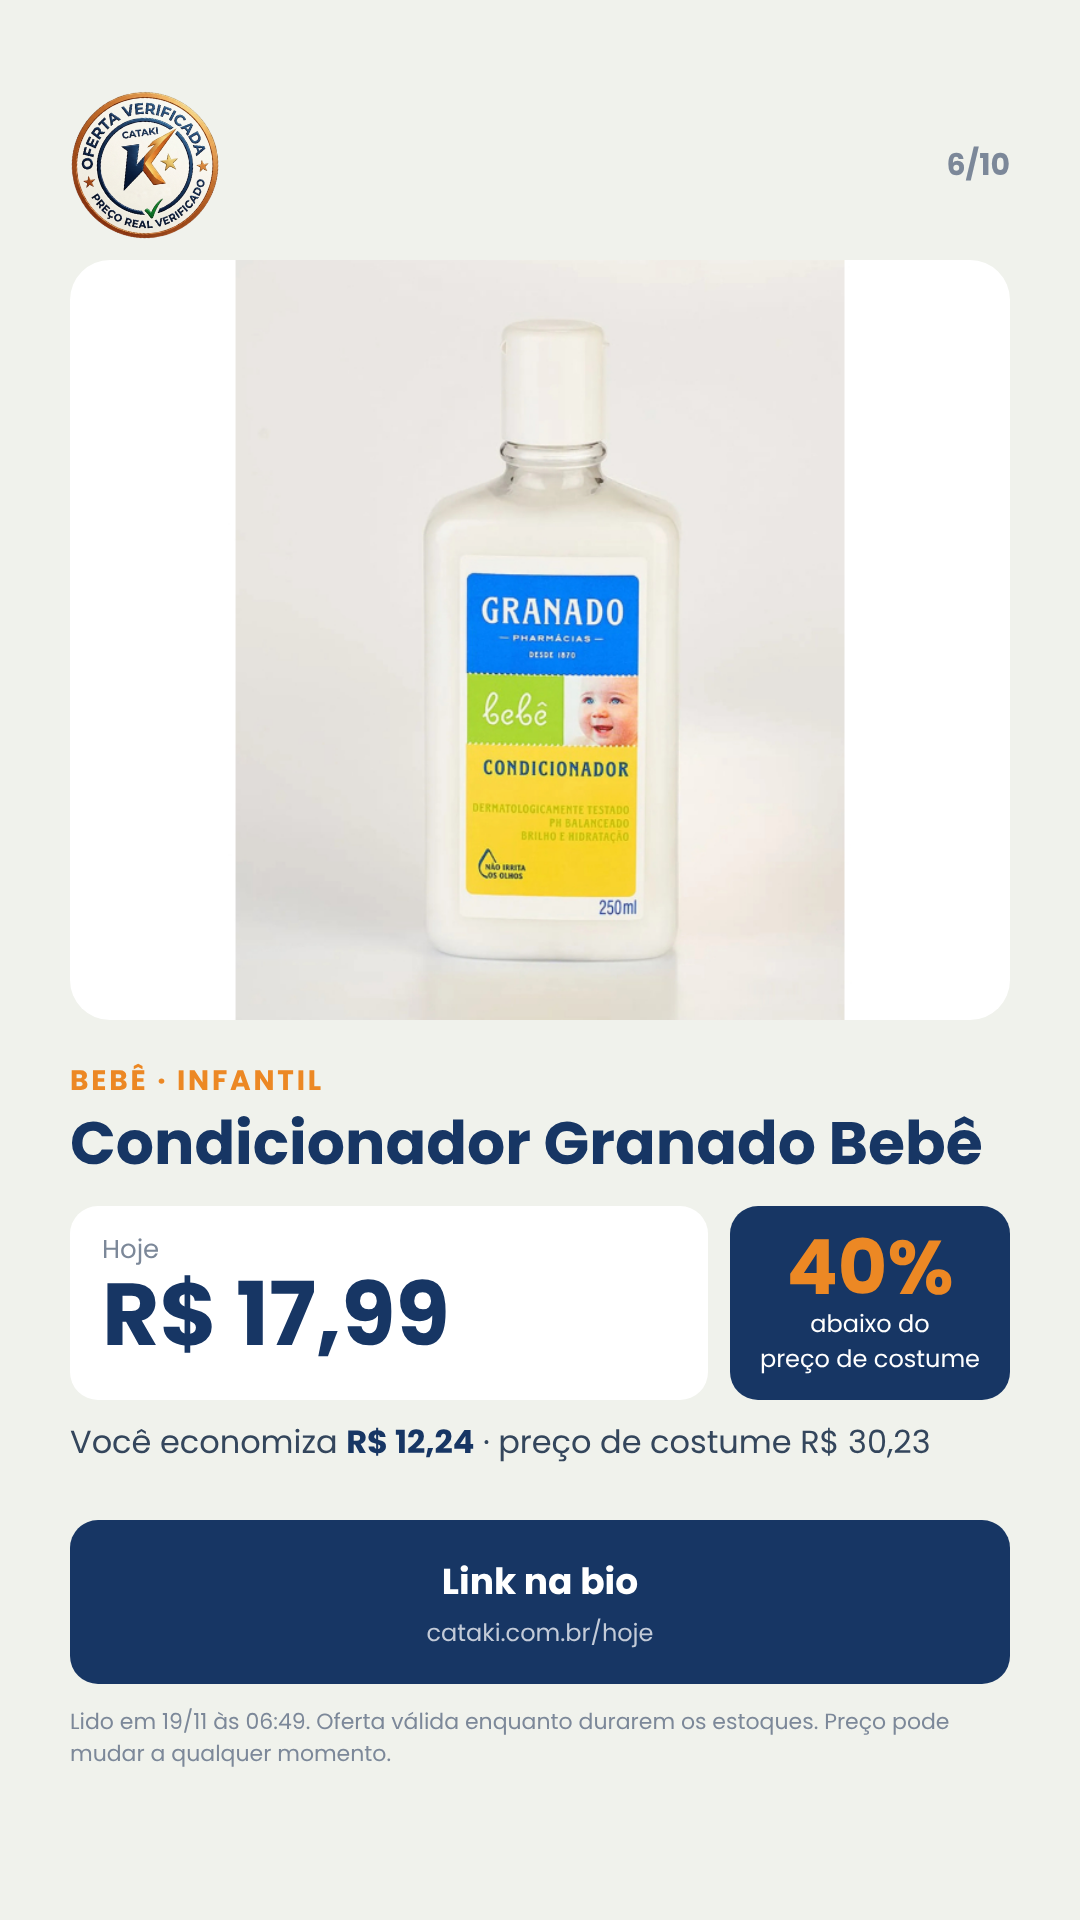 OFERTA VERIFICADA
CATAKI
K
PREÇO REAL VERIFICADO
6/10
GRANADO
PHARMÁCIAS
DESDE 1870
bebê
CONDICIONADOR
DERMATOLOGICAMENTE TESTADO
PH BALANCEADO
BRILHO E HIDRATAÇÃO
NÃO IRRITA
OS OLHOS
250ml
BEBÊ · INFANTIL
Condicionador Granado Bebê
Hoje
R$ 17,99
40%
abaixo do
preço de costume
Você economiza R$ 12,24 · preço de costume R$ 30,23
Link na bio
cataki.com.br/hoje
Lido em 19/11 às 06:49. Oferta válida enquanto durarem os estoques. Preço pode
mudar a qualquer momento.